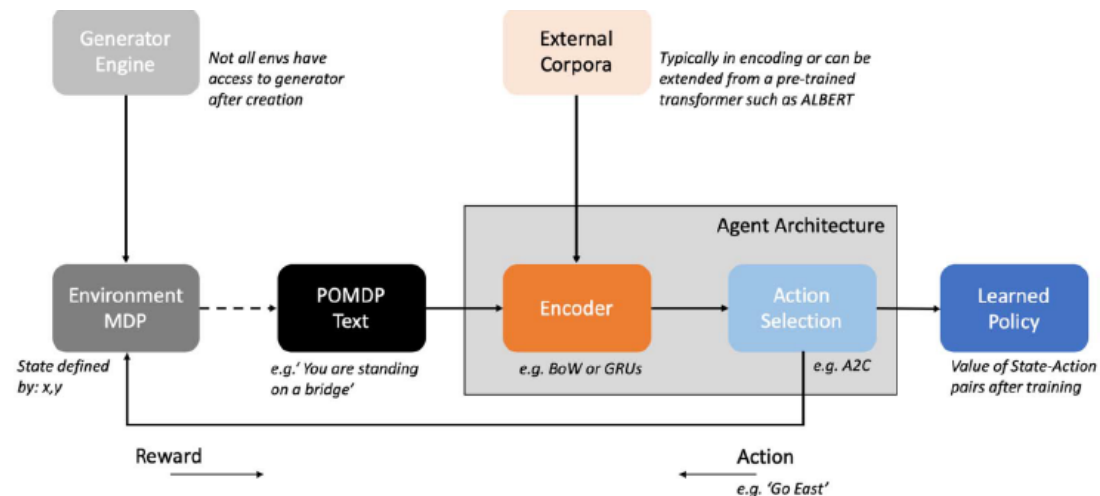 Generator
Engine
Not all envs have
access to generator
after creation
External
Corpora
Typically in encoding or can be
extended from a pre-trained
transformer such as ALBERT
Agent Architecture
Environment
MDP
State defined
by: x,y
POMDP
Text
e.g.' You are standing
on a bridge'
Encoder
e.g. BoW or GRUs
Action
Selection
e.g. A2C
Learned
Policy
Value of State-Action
pairs after training
Reward
Action
e.g. 'Go East'